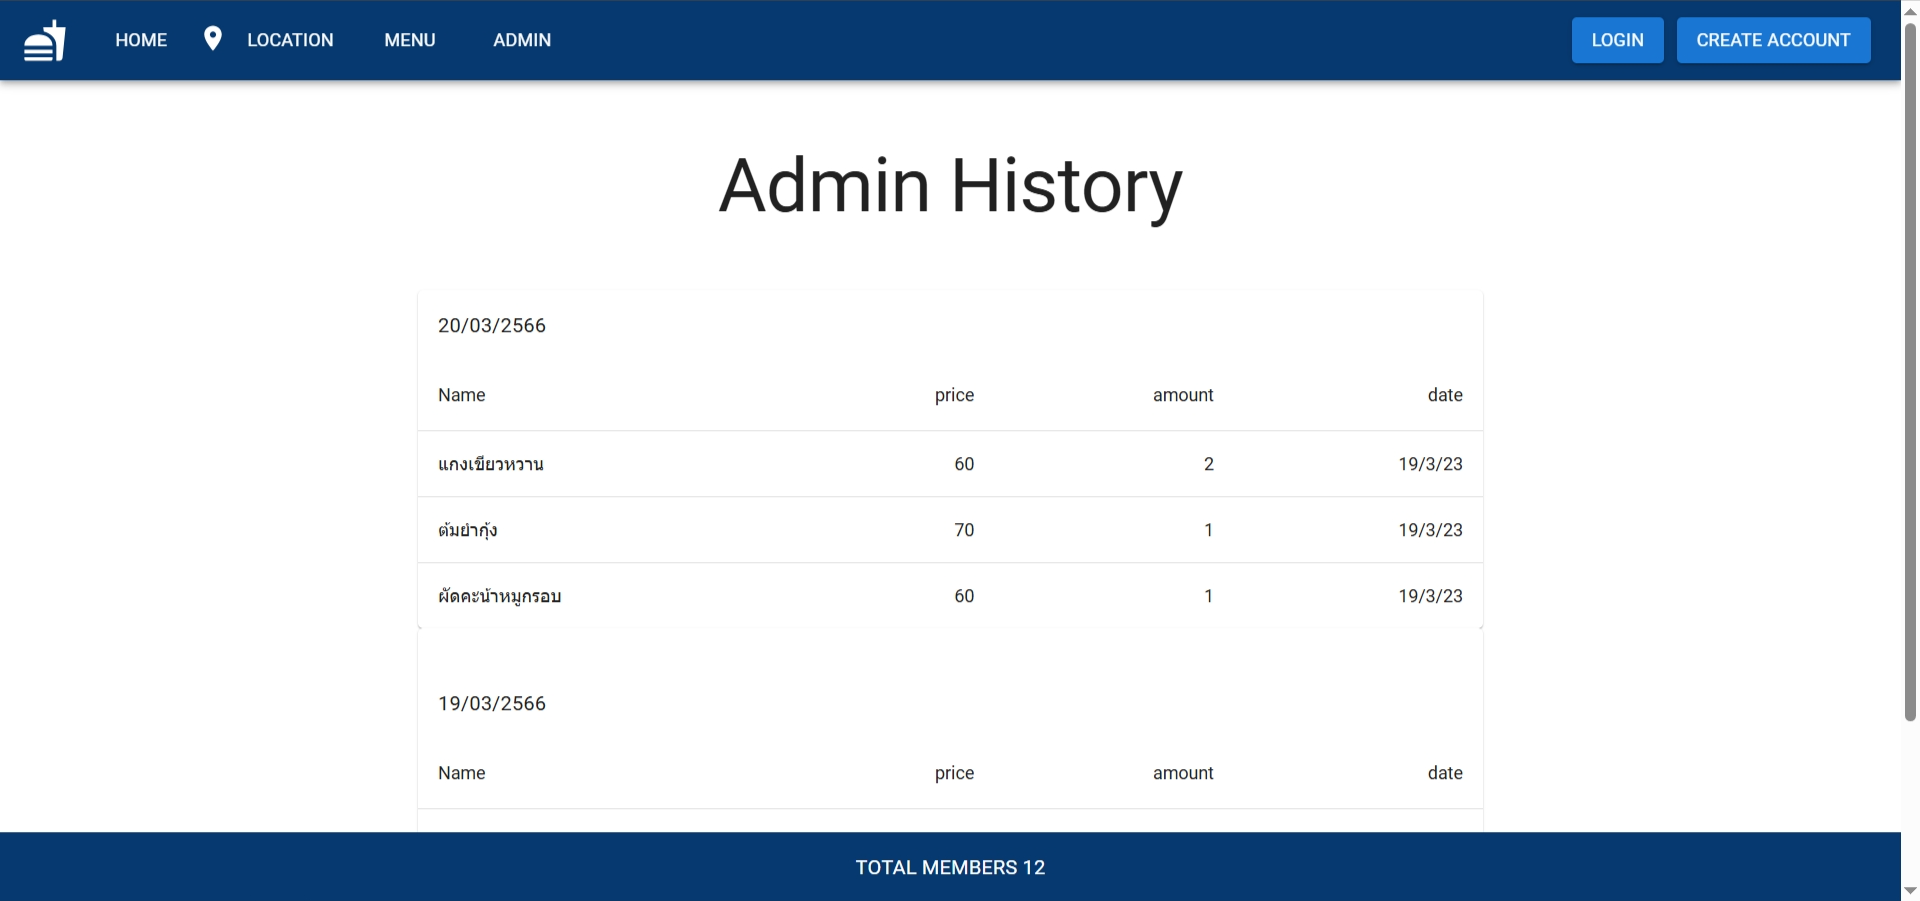 HOME LOCATION MENU ADMIN LOGIN CREATE ACCOUNT
Admin History
20/03/2566
Name price amount date
แกงเขียวหวาน 60 2 19/3/23
ต้มยำกุ้ง 70 1 19/3/23
ผัดคะน้าหมูกรอบ 60 1 19/3/23
19/03/2566
Name price amount date
TOTAL MEMBERS 12